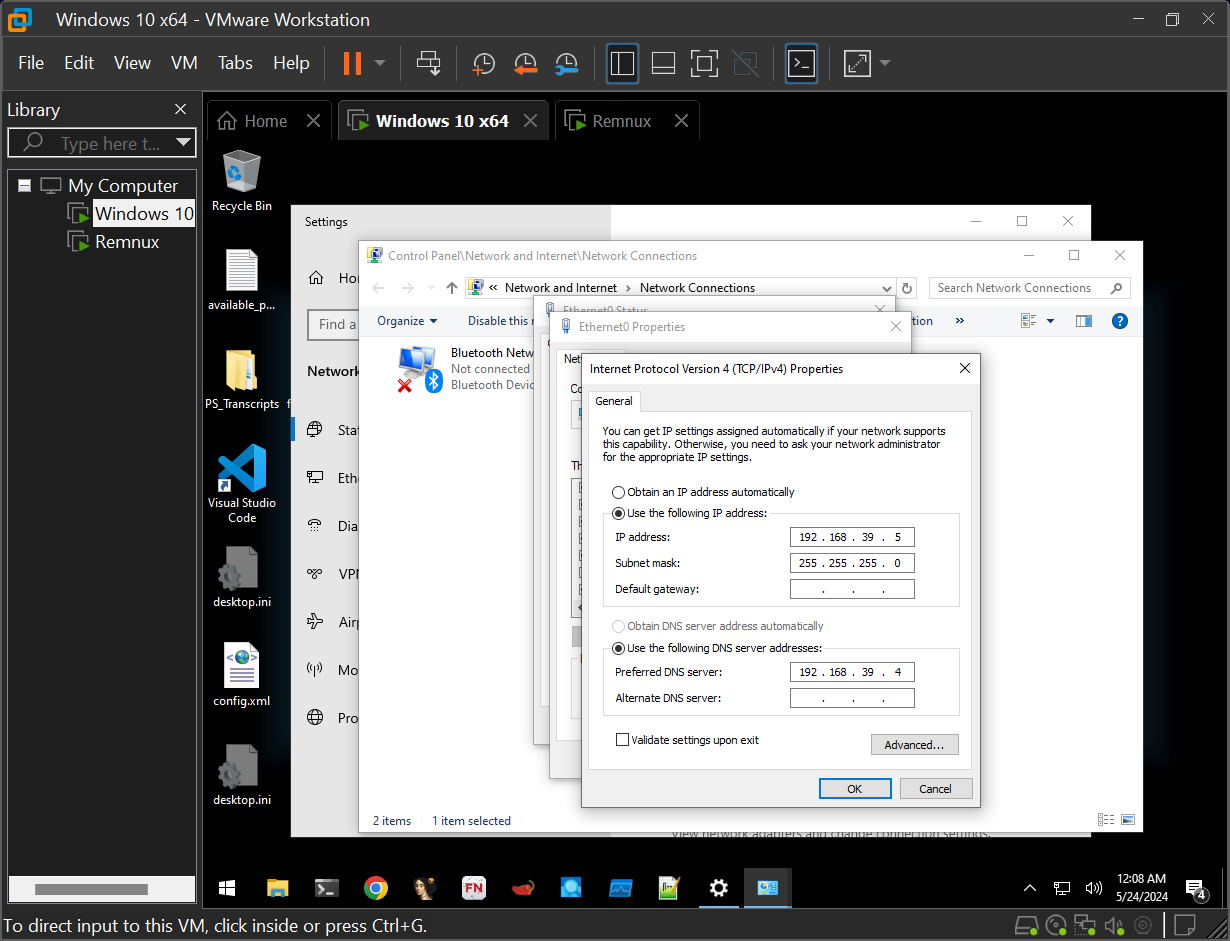 Windows 10 x64 - VMware Workstation
File Edit View VM Tabs Help
Library
Type here t...
My Computer
Windows 10
Remnux
Home
Windows 10 x64
Remnux
Recycle Bin
available_p...
PS_Transcripts
f
Visual Studio
Code
desktop.ini
config.xml
desktop.ini
Settings
Hor
Find a
Network
Stat
Ethe
Dia
VPN
Airp
Mo
Pro
View network adapters and change connection settings.
Control Panel\Network and Internet\Network Connections
« Network and Internet › Network Connections
Search Network Connections
Organize
Disable this
tion »
Bluetooth Netw
Not connected
Bluetooth Devic
2 items
1 item selected
Ethernet0 Status
Ethernet0 Properties
Net
Co
Th
Internet Protocol Version 4 (TCP/IPv4) Properties
General
You can get IP settings assigned automatically if your network supports
this capability. Otherwise, you need to ask your network administrator
for the appropriate IP settings.
Obtain an IP address automatically
Use the following IP address:
IP address: 192 . 168 . 39 . 5
Subnet mask: 255 . 255 . 255 . 0
Default gateway: . . .
Obtain DNS server address automatically
Use the following DNS server addresses:
Preferred DNS server: 192 . 168 . 39 . 4
Alternate DNS server: . . .
Validate settings upon exit
Advanced...
OK
Cancel
FN
12:08 AM
5/24/2024
4
To direct input to this VM, click inside or press Ctrl+G.